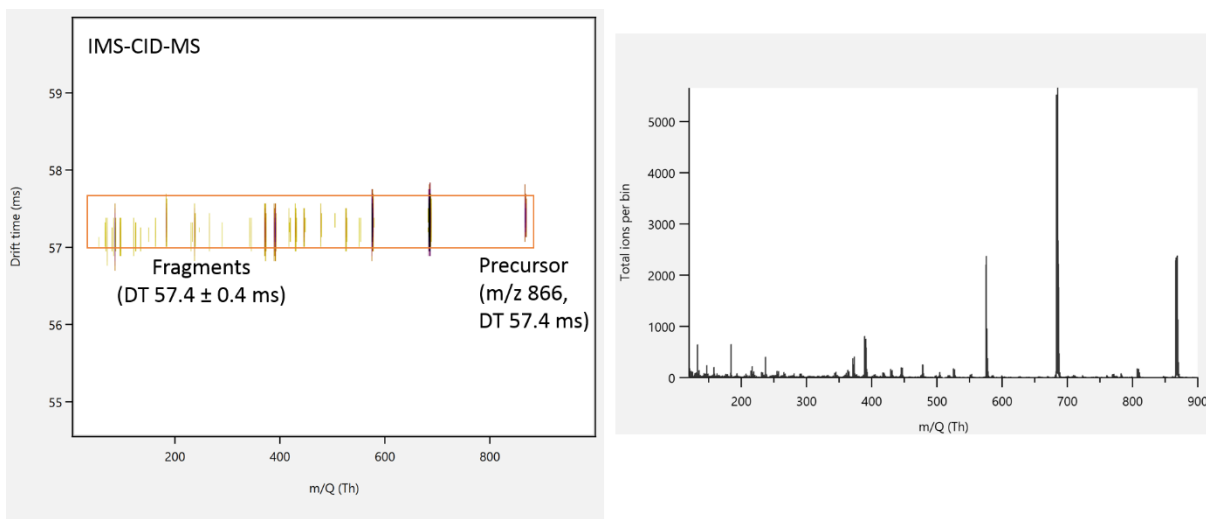 IMS-CID-MS
59
58
57
56
55
Drift time (ms)
Fragments
(DT 57.4 ± 0.4 ms)
Precursor
(m/z 866,
DT 57.4 ms)
200 400 600 800
m/Q (Th)
5000
4000
3000
2000
1000
0
Total ions per bin
200 300 400 500 600 700 800 900
m/Q (Th)